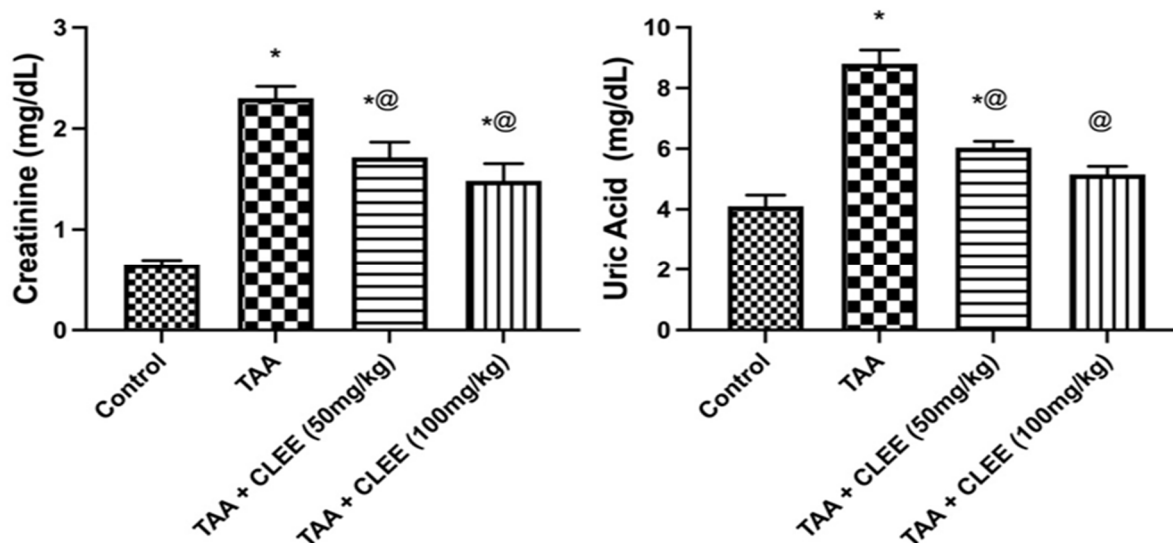 Creatinine (mg/dL)
3
2
1
0
*
*@
*@
Control
TAA
TAA + CLEE (50mg/kg)
TAA + CLEE (100mg/kg)
Uric Acid (mg/dL)
10
8
6
4
2
0
*
*@
@
Control
TAA
TAA + CLEE (50mg/kg)
TAA + CLEE (100mg/kg)